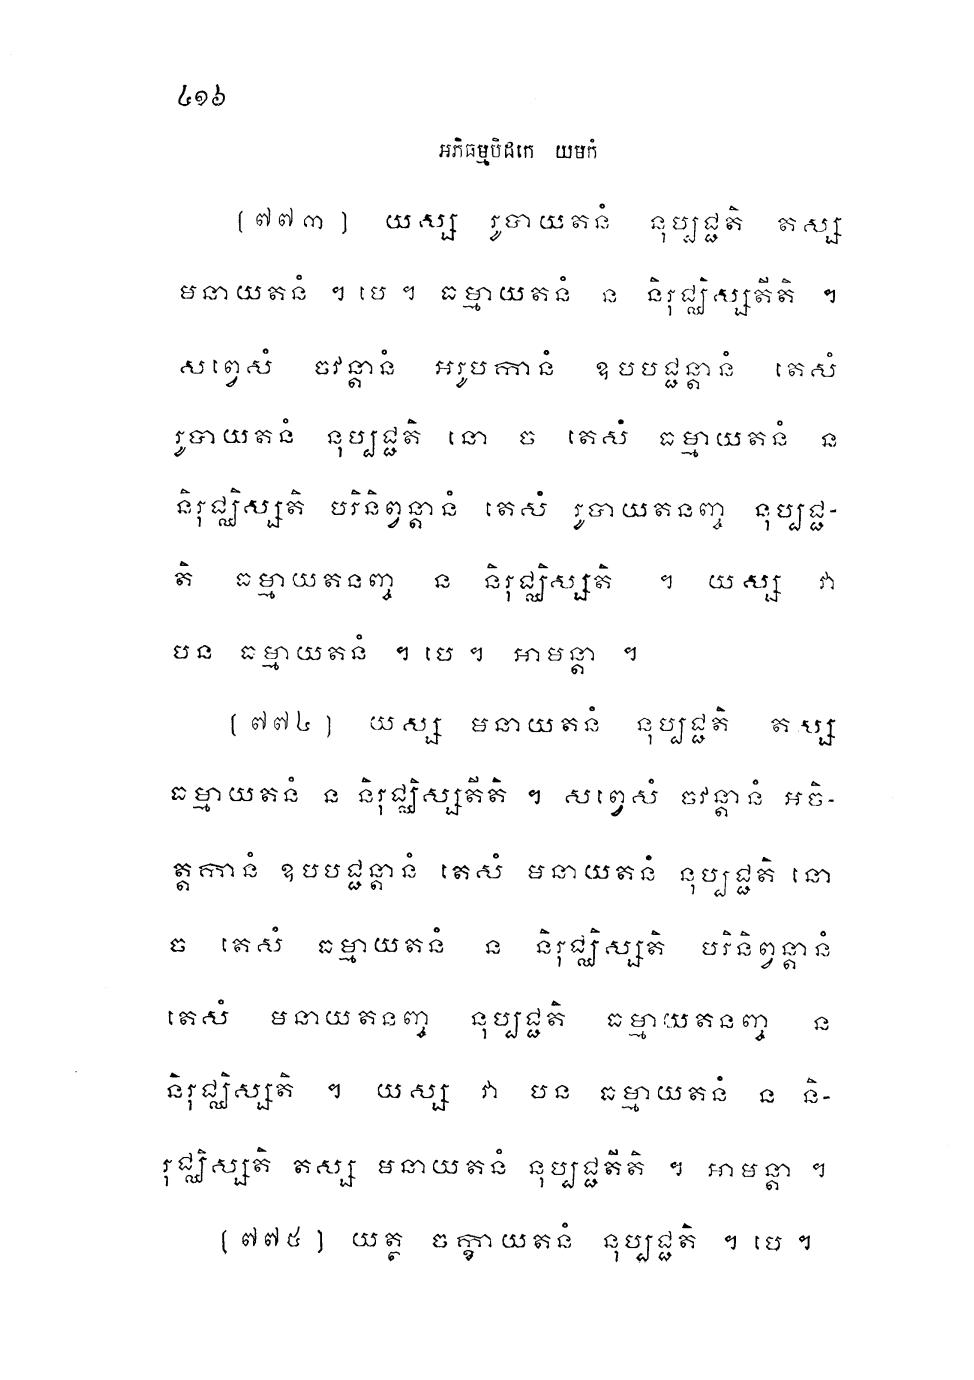 ៤១៦
អភិធម្មបិដកេ យមកំ
[៧៧៣] យស្ស រូបាយតនំ នុប្បជ្ជតិ តស្ស
មនាយតនំ ។ បេ ។ ធម្មាយតនំ ន និរុជ្ឈិស្សតីតិ ។
សព្វេសំ ចវន្តានំ អរូបកានំ ឧបបជ្ជន្តានំ តេសំ
រូបាយតនំ នុប្បជ្ជតិ នោ ច តេសំ ធម្មាយតនំ ន
និរុជ្ឈិស្សតិ បរិនិព្វន្តានំ តេសំ រូបាយតនញ្ច នុប្បជ្ជ-
តិ ធម្មាយតនញ្ច ន និរុជ្ឈិស្សតិ ។ យស្ស វា
បន ធម្មាយតនំ ។ បេ ។ អាមន្តា ។
[៧៧៤] យស្ស មនាយតនំ នុប្បជ្ជតិ តស្ស
ធម្មាយតនំ ន និរុជ្ឈិស្សតីតិ ។ សព្វេសំ ចវន្តានំ អចិ-
ត្តកានំ ឧបបជ្ជន្តានំ តេសំ មនាយតនំ នុប្បជ្ជតិ នោ
ច តេសំ ធម្មាយតនំ ន និរុជ្ឈិស្សតិ បរិនិព្វន្តានំ
តេសំ មនាយតនញ្ច នុប្បជ្ជតិ ធម្មាយតនញ្ច ន
និរុជ្ឈិស្សតិ ។ យស្ស វា បន ធម្មាយតនំ ន និ-
រុជ្ឈិស្សតិ តស្ស មនាយតនំ នុប្បជ្ជតីតិ ។ អាមន្តា ។
[៧៧៥] យត្ថ ចក្ខាយតនំ នុប្បជ្ជតិ ។ បេ ។